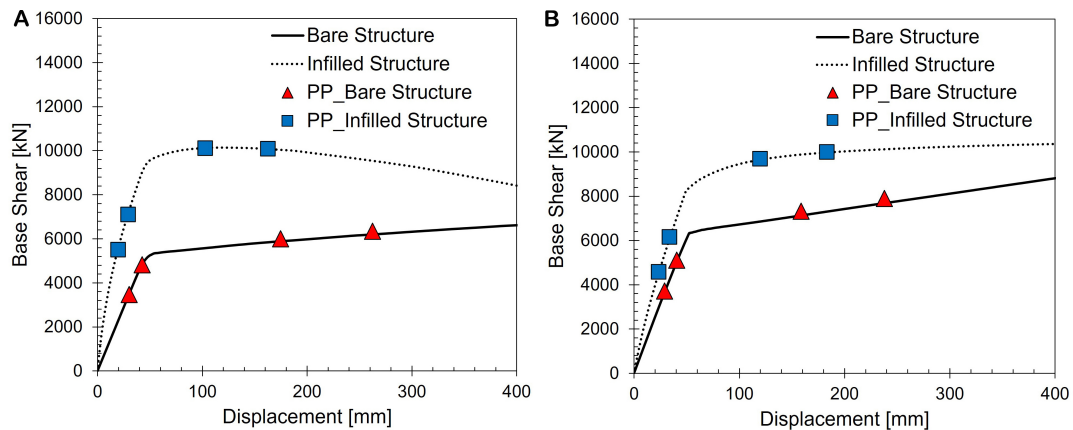 A
16000
14000
12000
10000
8000
6000
4000
2000
0
Base Shear [kN]
Bare Structure
Infilled Structure
PP_Bare Structure
PP_Infilled Structure
0 100 200 300 400
Displacement [mm]
B
16000
14000
12000
10000
8000
6000
4000
2000
0
Base Shear [kN]
Bare Structure
Infilled Structure
PP_Bare Structure
PP_Infilled Structure
0 100 200 300 400
Displacement [mm]